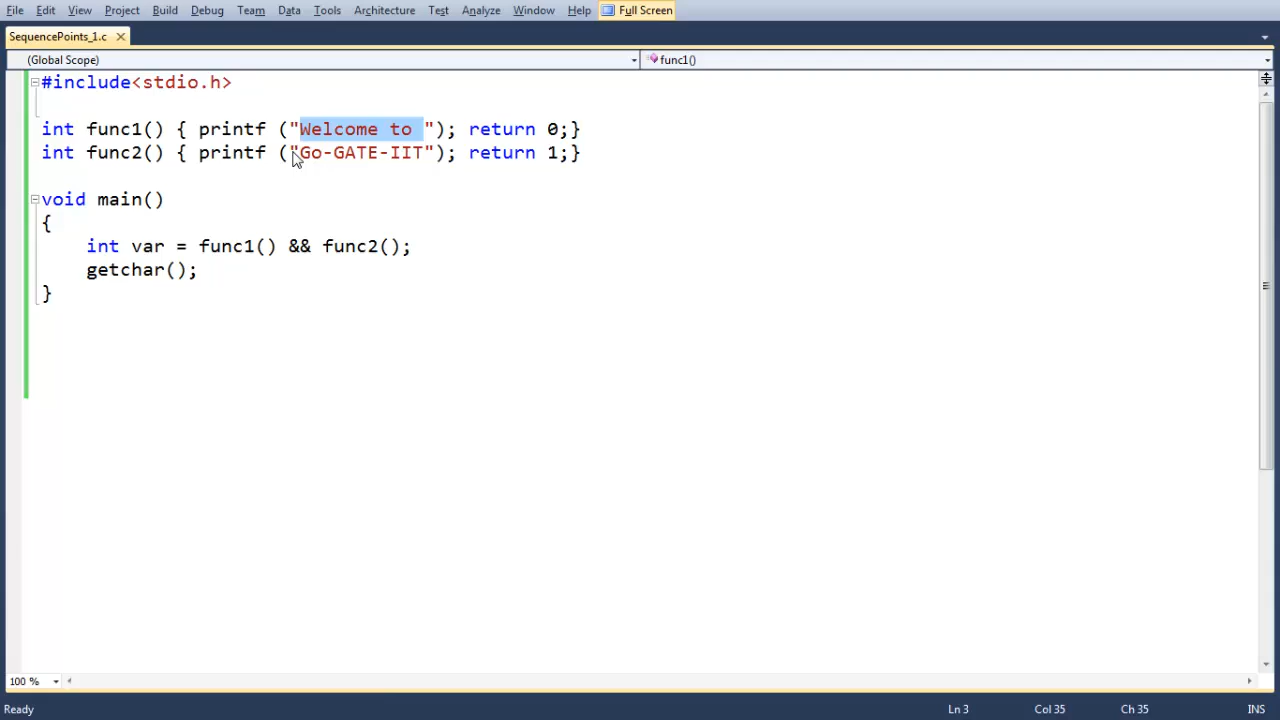 File Edit View Project Build Debug Team Data Tools Architecture Test Analyze Window Help Full Screen
SequencePoints_1.c
(Global Scope) func1()
#include<stdio.h>
int func1() { printf ("Welcome to "); return 0;}
int func2() { printf ("Go-GATE-IIT"); return 1;}
void main()
{
int var = func1() && func2();
getchar();
}
100 %
Ready Ln 3 Col 35 Ch 35 INS